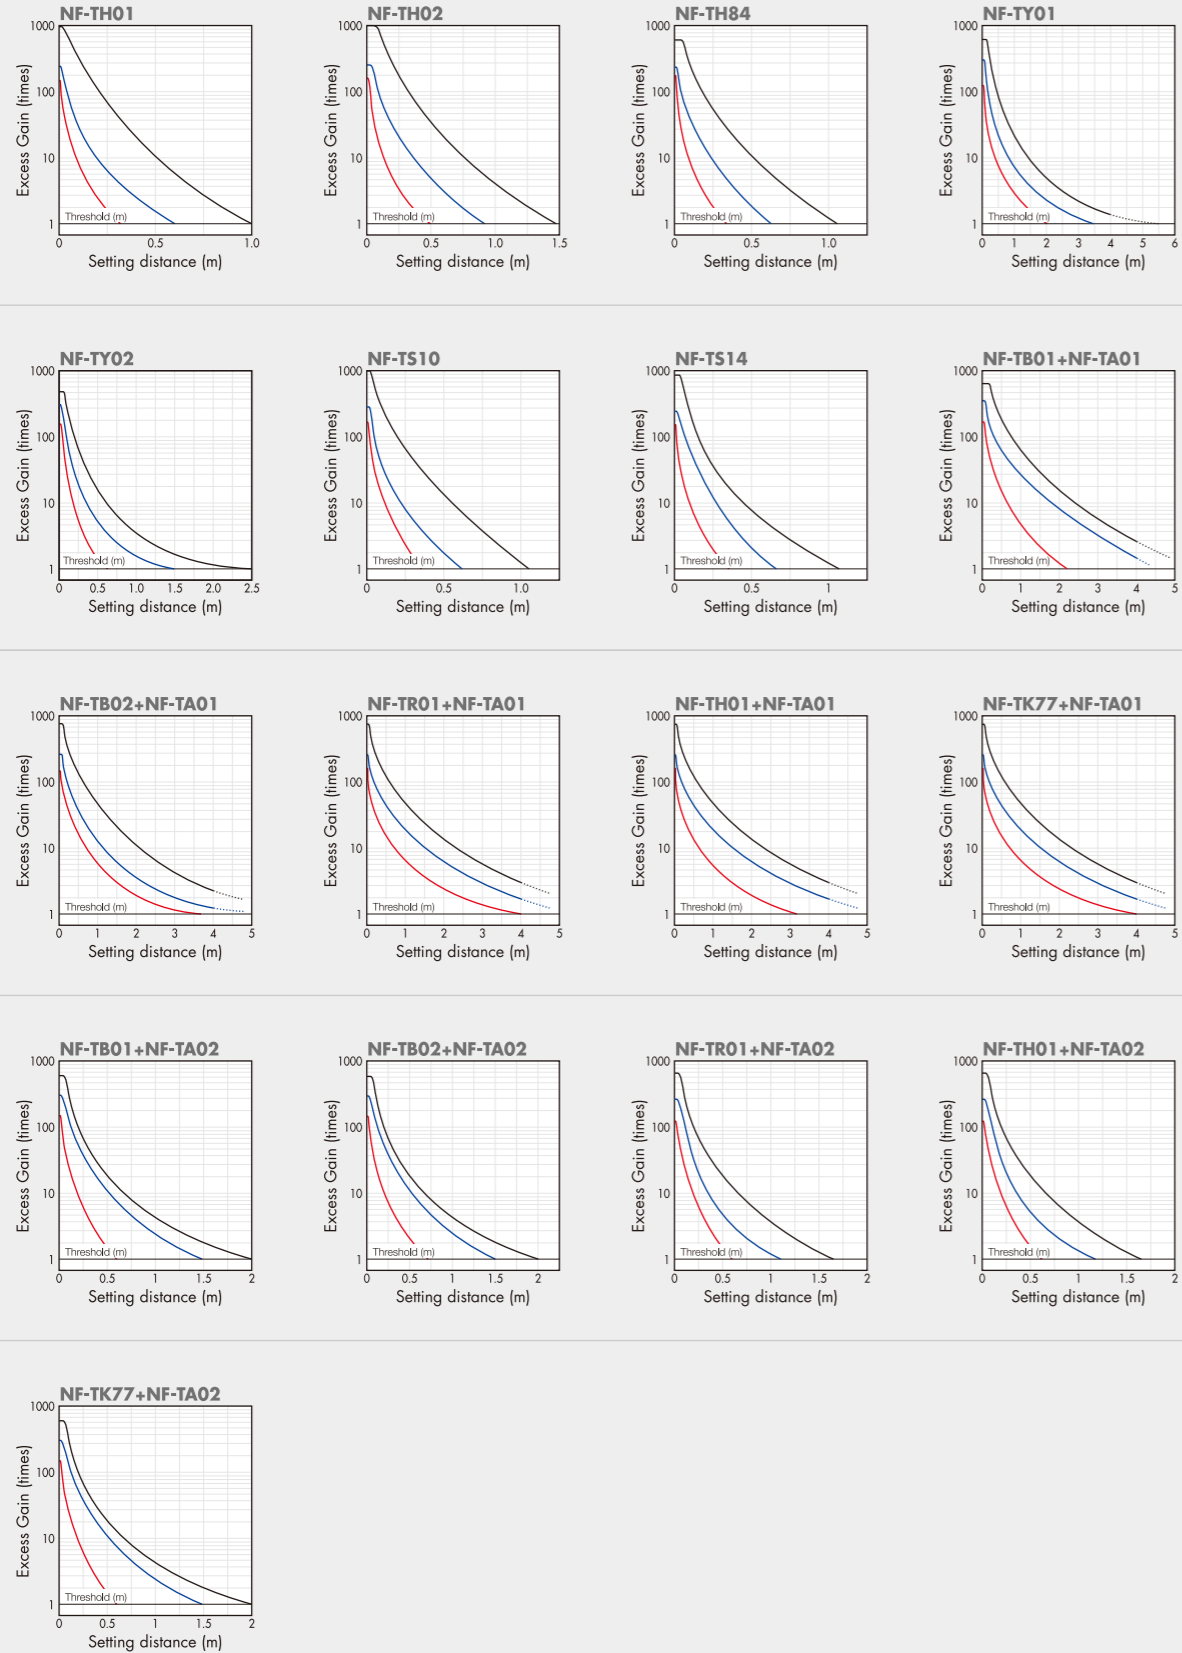 NF-TH01
Excess Gain (times)
1000
100
10
1
Threshold (m)
0 0.5 1.0
Setting distance (m)
NF-TH02
Excess Gain (times)
1000
100
10
1
Threshold (m)
0 0.5 1.0 1.5
Setting distance (m)
NF-TH84
Excess Gain (times)
1000
100
10
1
Threshold (m)
0 0.5 1.0
Setting distance (m)
NF-TY01
Excess Gain (times)
1000
100
10
1
Threshold (m)
0 1 2 3 4 5 6
Setting distance (m)
NF-TY02
Excess Gain (times)
1000
100
10
1
Threshold (m)
0 0.5 1.0 1.5 2.0 2.5
Setting distance (m)
NF-TS10
Excess Gain (times)
1000
100
10
1
Threshold (m)
0.5 1.0
Setting distance (m)
NF-TS14
Excess Gain (times)
1000
100
10
1
Threshold (m)
0 0.5 1
Setting distance (m)
NF-TB01+NF-TA01
Excess Gain (times)
1000
100
10
1
Threshold (m)
0 1 2 3 4 5
Setting distance (m)
NF-TB02+NF-TA01
Excess Gain (times)
1000
100
10
1
Threshold (m)
0 1 2 3 4 5
Setting distance (m)
NF-TR01+NF-TA01
Excess Gain (times)
1000
100
10
1
Threshold (m)
0 1 2 3 4 5
Setting distance (m)
NF-TH01+NF-TA01
Excess Gain (times)
1000
100
10
1
Threshold (m)
0 1 2 3 4 5
Setting distance (m)
NF-TK77+NF-TA01
Excess Gain (times)
1000
100
10
1
Threshold (m)
0 1 2 3 4 5
Setting distance (m)
NF-TB01+NF-TA02
Excess Gain (times)
1000
100
10
1
Threshold (m)
0 0.5 1 1.5 2
Setting distance (m)
NF-TB02+NF-TA02
Excess Gain (times)
1000
100
10
1
Threshold (m)
0 0.5 1 1.5 2
Setting distance (m)
NF-TR01+NF-TA02
Excess Gain (times)
1000
100
10
1
Threshold (m)
0 0.5 1 1.5 2
Setting distance (m)
NF-TH01+NF-TA02
Excess Gain (times)
1000
100
10
1
Threshold (m)
0 0.5 1 1.5 2
Setting distance (m)
NF-TK77+NF-TA02
Excess Gain (times)
1000
100
10
1
Threshold (m)
0 0.5 1 1.5 2
Setting distance (m)